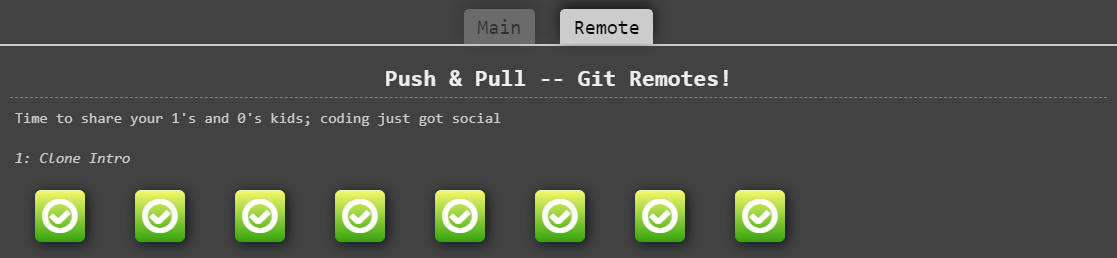 Main
Remote
Push & Pull -- Git Remotes!
Time to share your 1's and 0's kids; coding just got social
1: Clone Intro